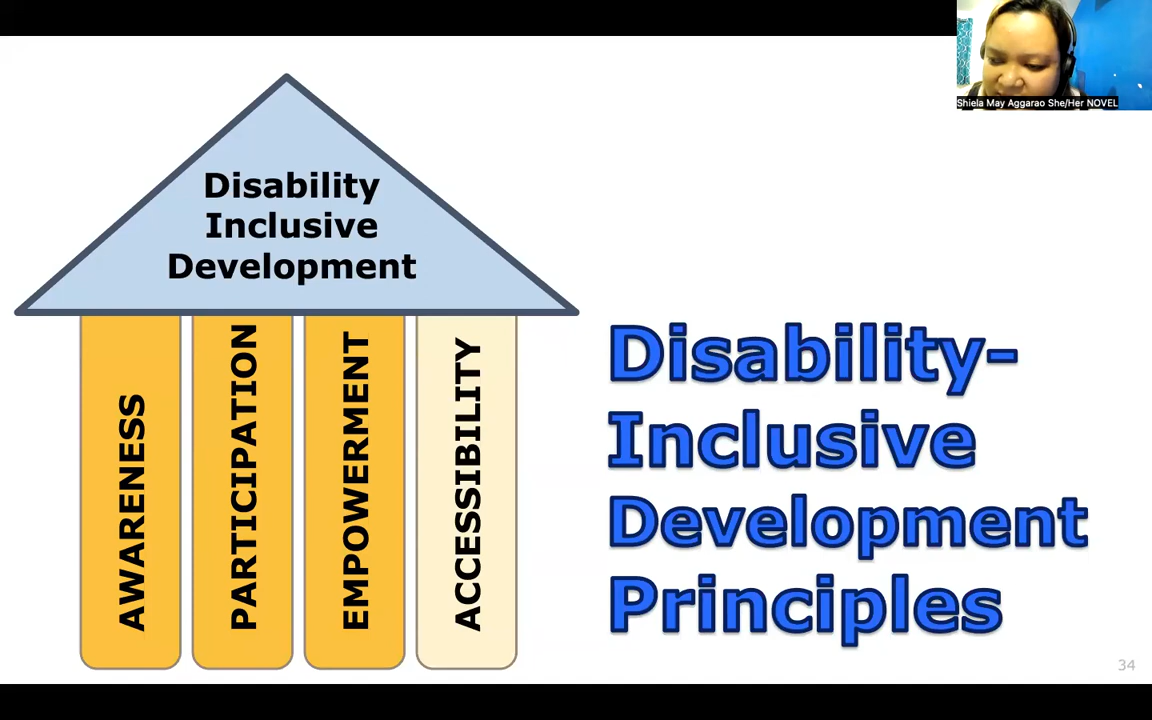 Shiela May Aggarao She/Her NOVEL
Disability
Inclusive
Development
AWARENESS
PARTICIPATION
EMPOWERMENT
ACCESSIBILITY
Disability-
Inclusive
Development
Principles
34